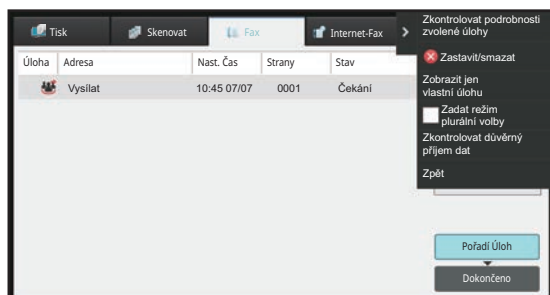 Tisk
Skenovat
Fax
Internet-Fax
Úloha
Adresa
Nast. Čas
Strany
Stav
Vysílat
10:45 07/07
0001
Čekání
Zkontrolovat podrobnosti
zvolené úlohy
Zastavit/smazat
Zobrazit jen
vlastní úlohu
Zadat režim
plurální volby
Zkontrolovat důvěrný
příjem dat
Zpět
Pořadí Úloh
Dokončeno